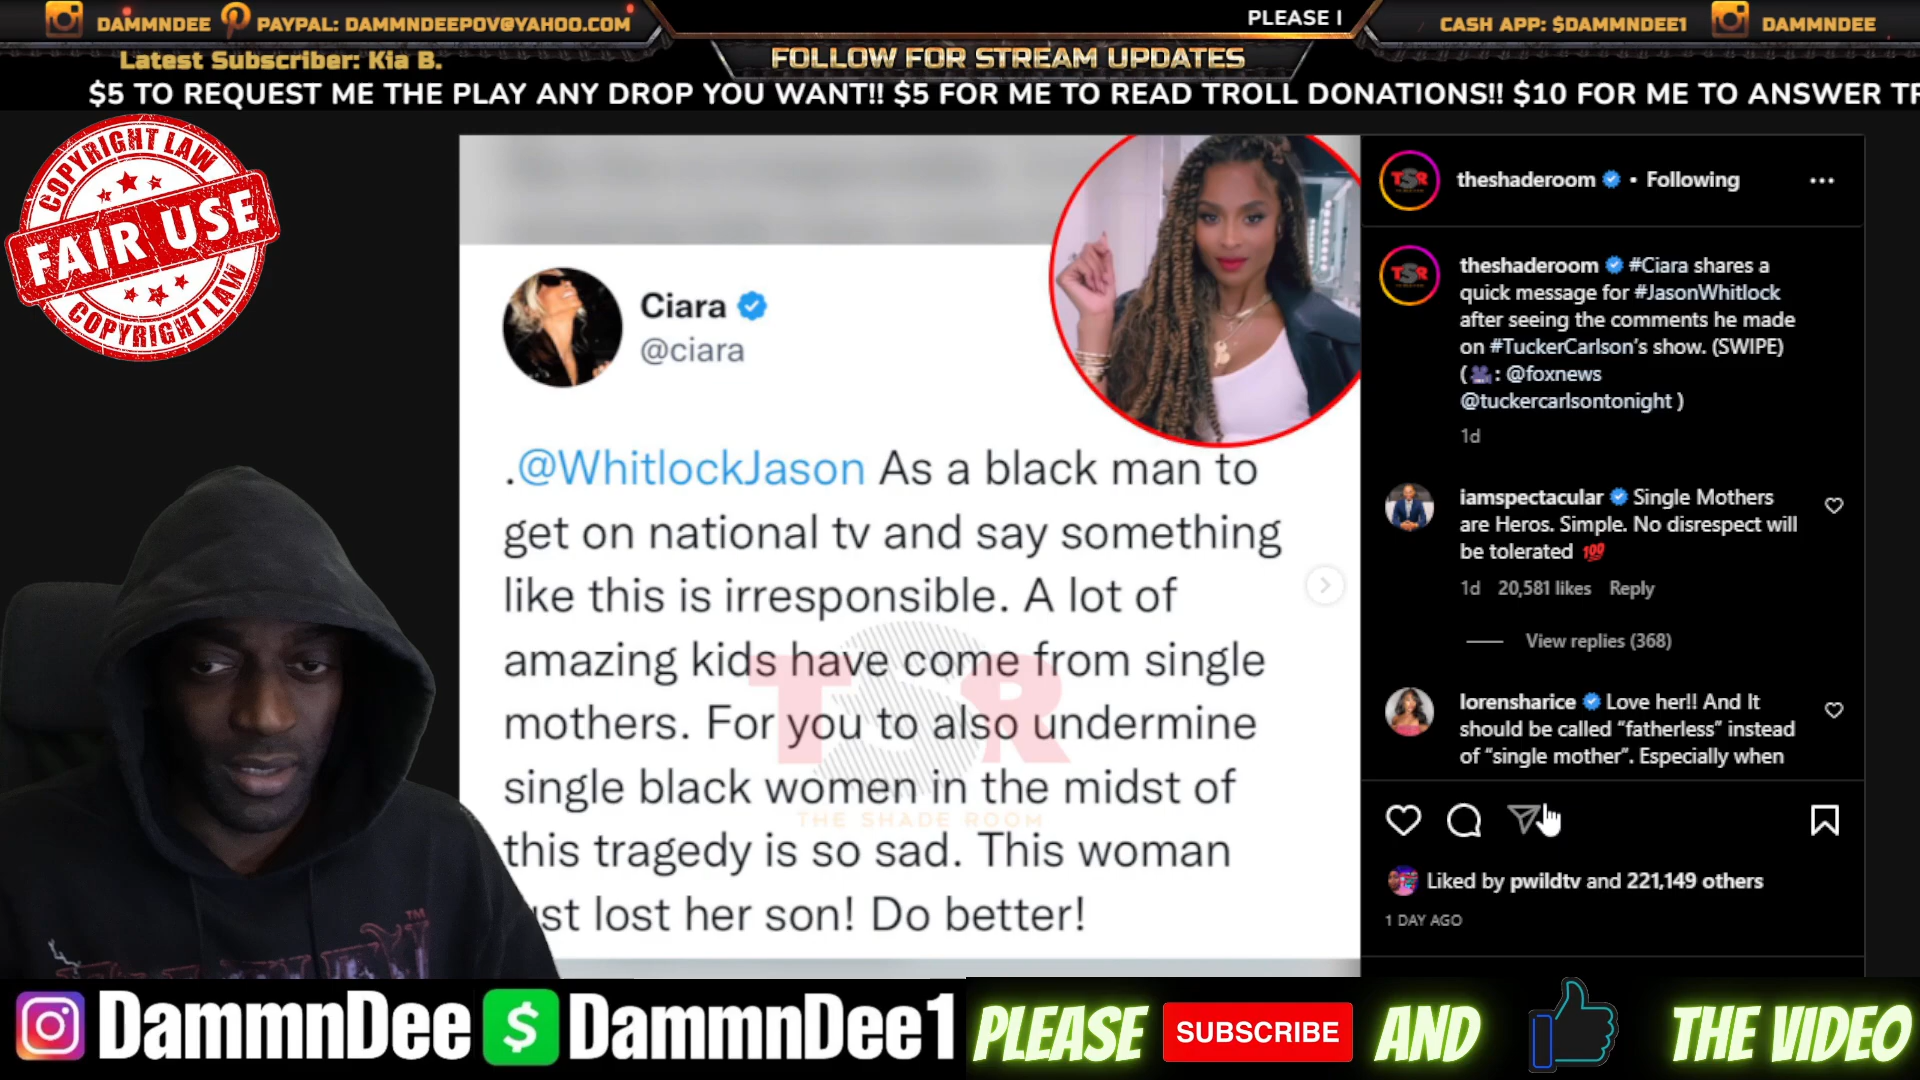 DAMMNDEE
PAYPAL: DAMMNDEEPOV@YAHOO.COM
PLEASE
CASH APP: $DAMMNDEE1
DAMMNDEE
Latest Subscriber: Kia B.
FOLLOW FOR STREAM UPDATES
$5 TO REQUEST ME THE PLAY ANY DROP YOU WANT!! $5 FOR ME TO READ TROLL DONATIONS!! $10 FOR ME TO ANSWER
COPYRIGHT LAW
FAIR USE
COPYRIGHT LAW
Ciara
@ciara
.@WhitlockJason As a black man to
get on national tv and say something
like this is irresponsible. A lot of
amazing kids have come from single
mothers. For you to also undermine
single black women in the midst of
this tragedy is so sad. This woman
lost her son! Do better!
TSR
THE SHADE ROOM
TSR
theshaderoom • Following
TSR
theshaderoom #Ciara shares a
quick message for #JasonWhitlock
after seeing the comments he made
on #TuckerCarlson's show. (SWIPE)
(🎥: @foxnews
@tuckercarlsontonight )
1d
iamspectacular Single Mothers
are Heros. Simple. No disrespect will
be tolerated 💯
1d 20,581 likes Reply
View replies (368)
lorensharice Love her!! And It
should be called “fatherless” instead
of “single mother”. Especially when
Liked by pwildtv and 221,149 others
1 DAY AGO
DammnDee
$ DammnDee1
PLEASE SUBSCRIBE AND THE VIDEO